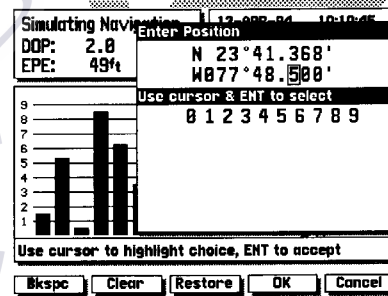 Simulating Navig
12-APR-94 10:10:45
DOP: 2.0
EPE: 49ft
Enter Position
N 23°41.368'
W077°48.500'
Use cursor & ENT to select
0 1 2 3 4 5 6 7 8 9
9
8
7
6
5
4
3
2
1
Use cursor to highlight choice, ENT to accept
Bkspc Clear Restore OK Cancel